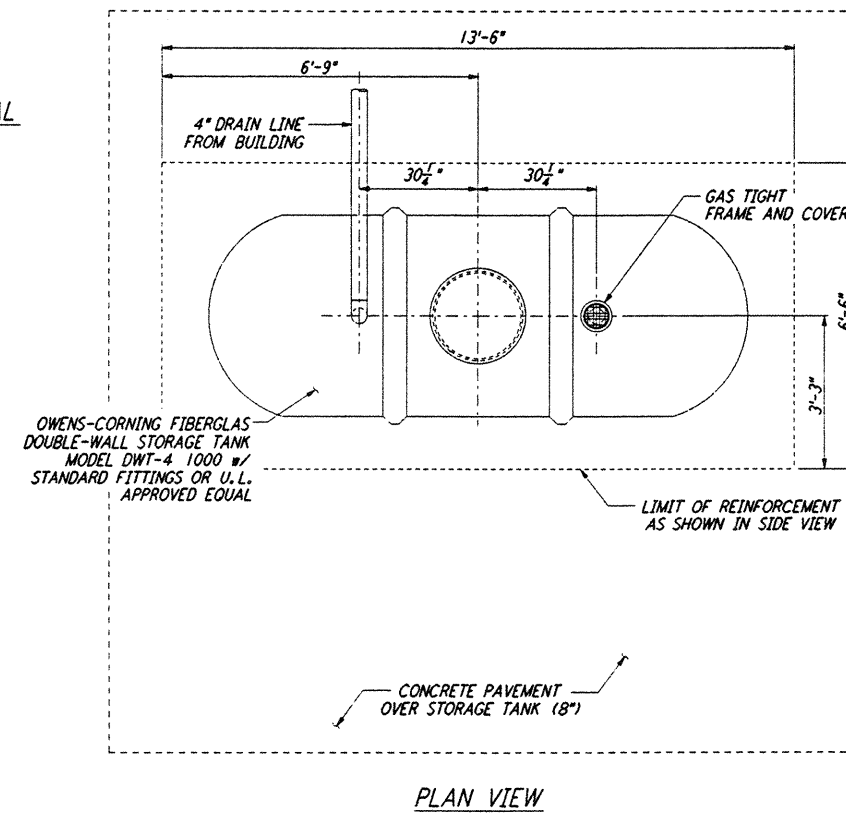 13'-6"
6'-9"
4" DRAIN LINE
FROM BUILDING
30 1/4"
30 1/4"
GAS TIGHT
FRAME AND COVER
6'-6"
3'-3"
OWENS-CORNING FIBERGLAS
DOUBLE-WALL STORAGE TANK
MODEL DWT-4 1000 w/
STANDARD FITTINGS OR U.L.
APPROVED EQUAL
LIMIT OF REINFORCEMENT
AS SHOWN IN SIDE VIEW
CONCRETE PAVEMENT
OVER STORAGE TANK (8")
PLAN VIEW